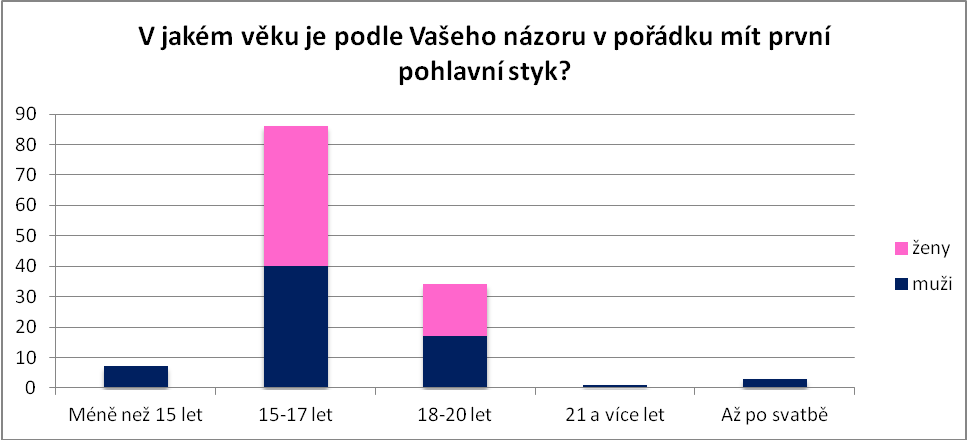 V jakém věku je podle Vašeho názoru v pořádku mít první
pohlavní styk?
90
80
70
60
50
40
30
20
10
0
Méně než 15 let
15-17 let
18-20 let
21 a více let
Až po svatbě
ženy
muži